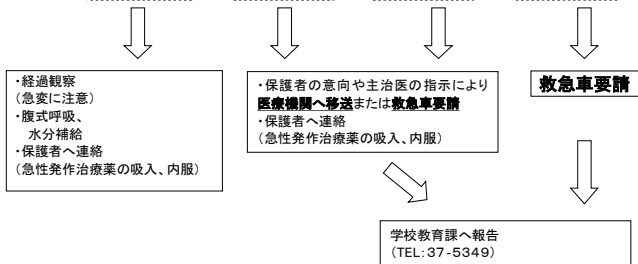 ・経過観察
(急変に注意)
・腹式呼吸、
水分補給
・保護者へ連絡
(急性発作治療薬の吸入、内服)
・保護者の意向や主治医の指示により
医療機関へ移送または救急車要請
・保護者へ連絡
(急性発作治療薬の吸入、内服)
救急車要請
学校教育課へ報告
(TEL:37-5349)